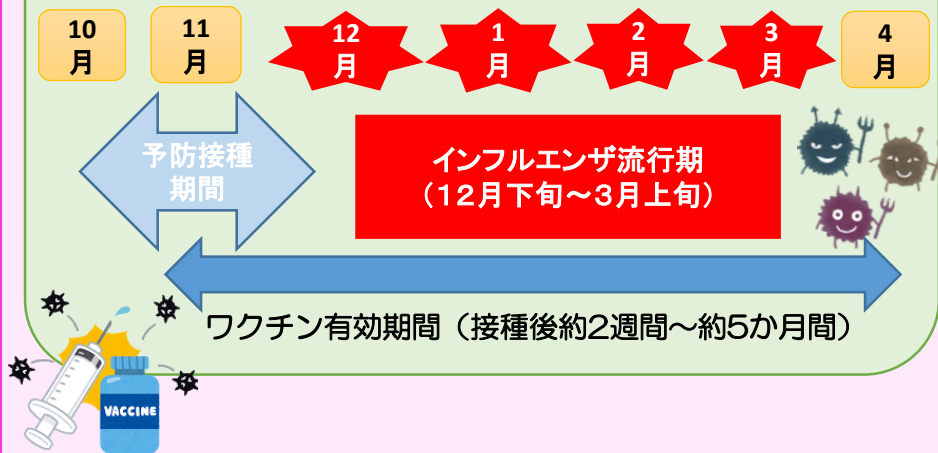 10
月
11
月
12
月
1
月
2
月
3
月
4
月
予防接種
期間
インフルエンザ流行期
（１２月下旬～３月上旬）
ワクチン有効期間（接種後約2週間～約5か月間）
VACCINE